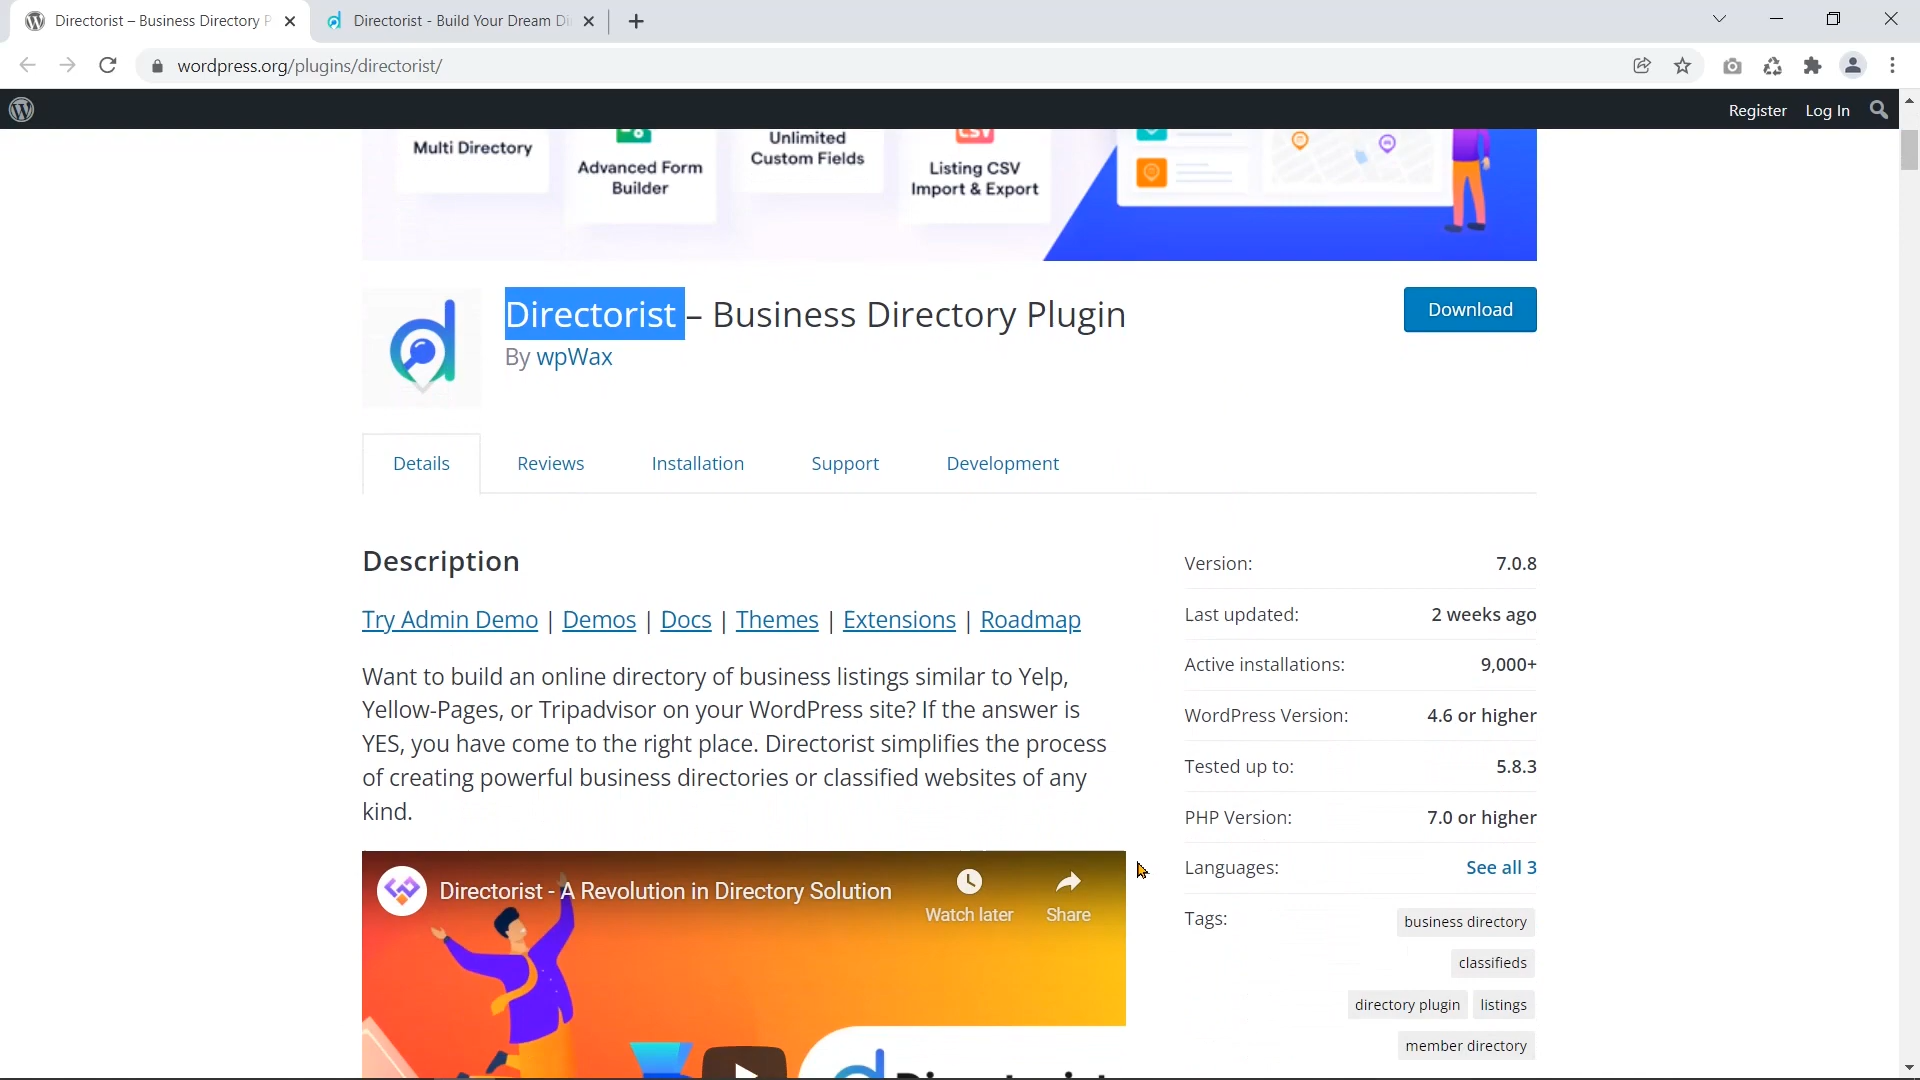 Directorist – Business Directory P
Directorist - Build Your Dream Di
wordpress.org/plugins/directorist/
Register
Log In
Multi Directory
Advanced Form
Builder
Unlimited
Custom Fields
CSV
Listing CSV
Import & Export
Directorist – Business Directory Plugin
By wpWax
Download
Details
Reviews
Installation
Support
Development
Description
Try Admin Demo | Demos | Docs | Themes | Extensions | Roadmap
Want to build an online directory of business listings similar to Yelp,
Yellow-Pages, or Tripadvisor on your WordPress site? If the answer is
YES, you have come to the right place. Directorist simplifies the process
of creating powerful business directories or classified websites of any
kind.
Directorist - A Revolution in Directory Solution
Watch later
Share
Directorist
Version: 7.0.8
Last updated: 2 weeks ago
Active installations: 9,000+
WordPress Version: 4.6 or higher
Tested up to: 5.8.3
PHP Version: 7.0 or higher
Languages: See all 3
Tags: business directory
classifieds
directory plugin listings
member directory